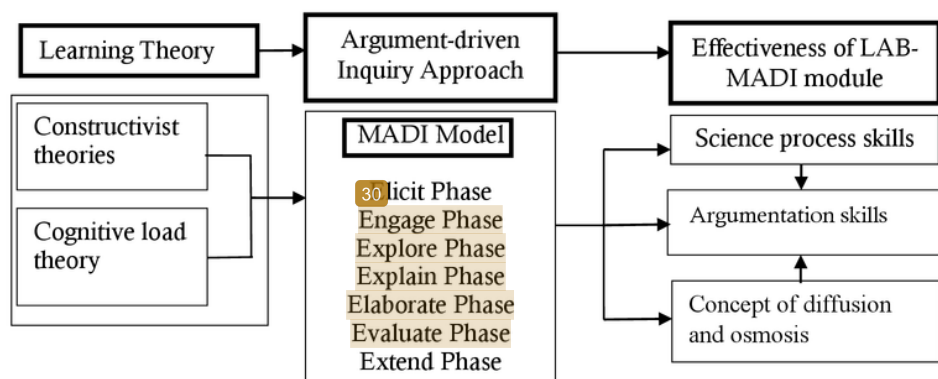 Learning Theory
Argument-driven
Inquiry Approach
Effectiveness of LAB-
MADI module
Constructivist
theories
Cognitive load
theory
MADI Model
30
licit Phase
Engage Phase
Explore Phase
Explain Phase
Elaborate Phase
Evaluate Phase
Extend Phase
Science process skills
Argumentation skills
Concept of diffusion
and osmosis